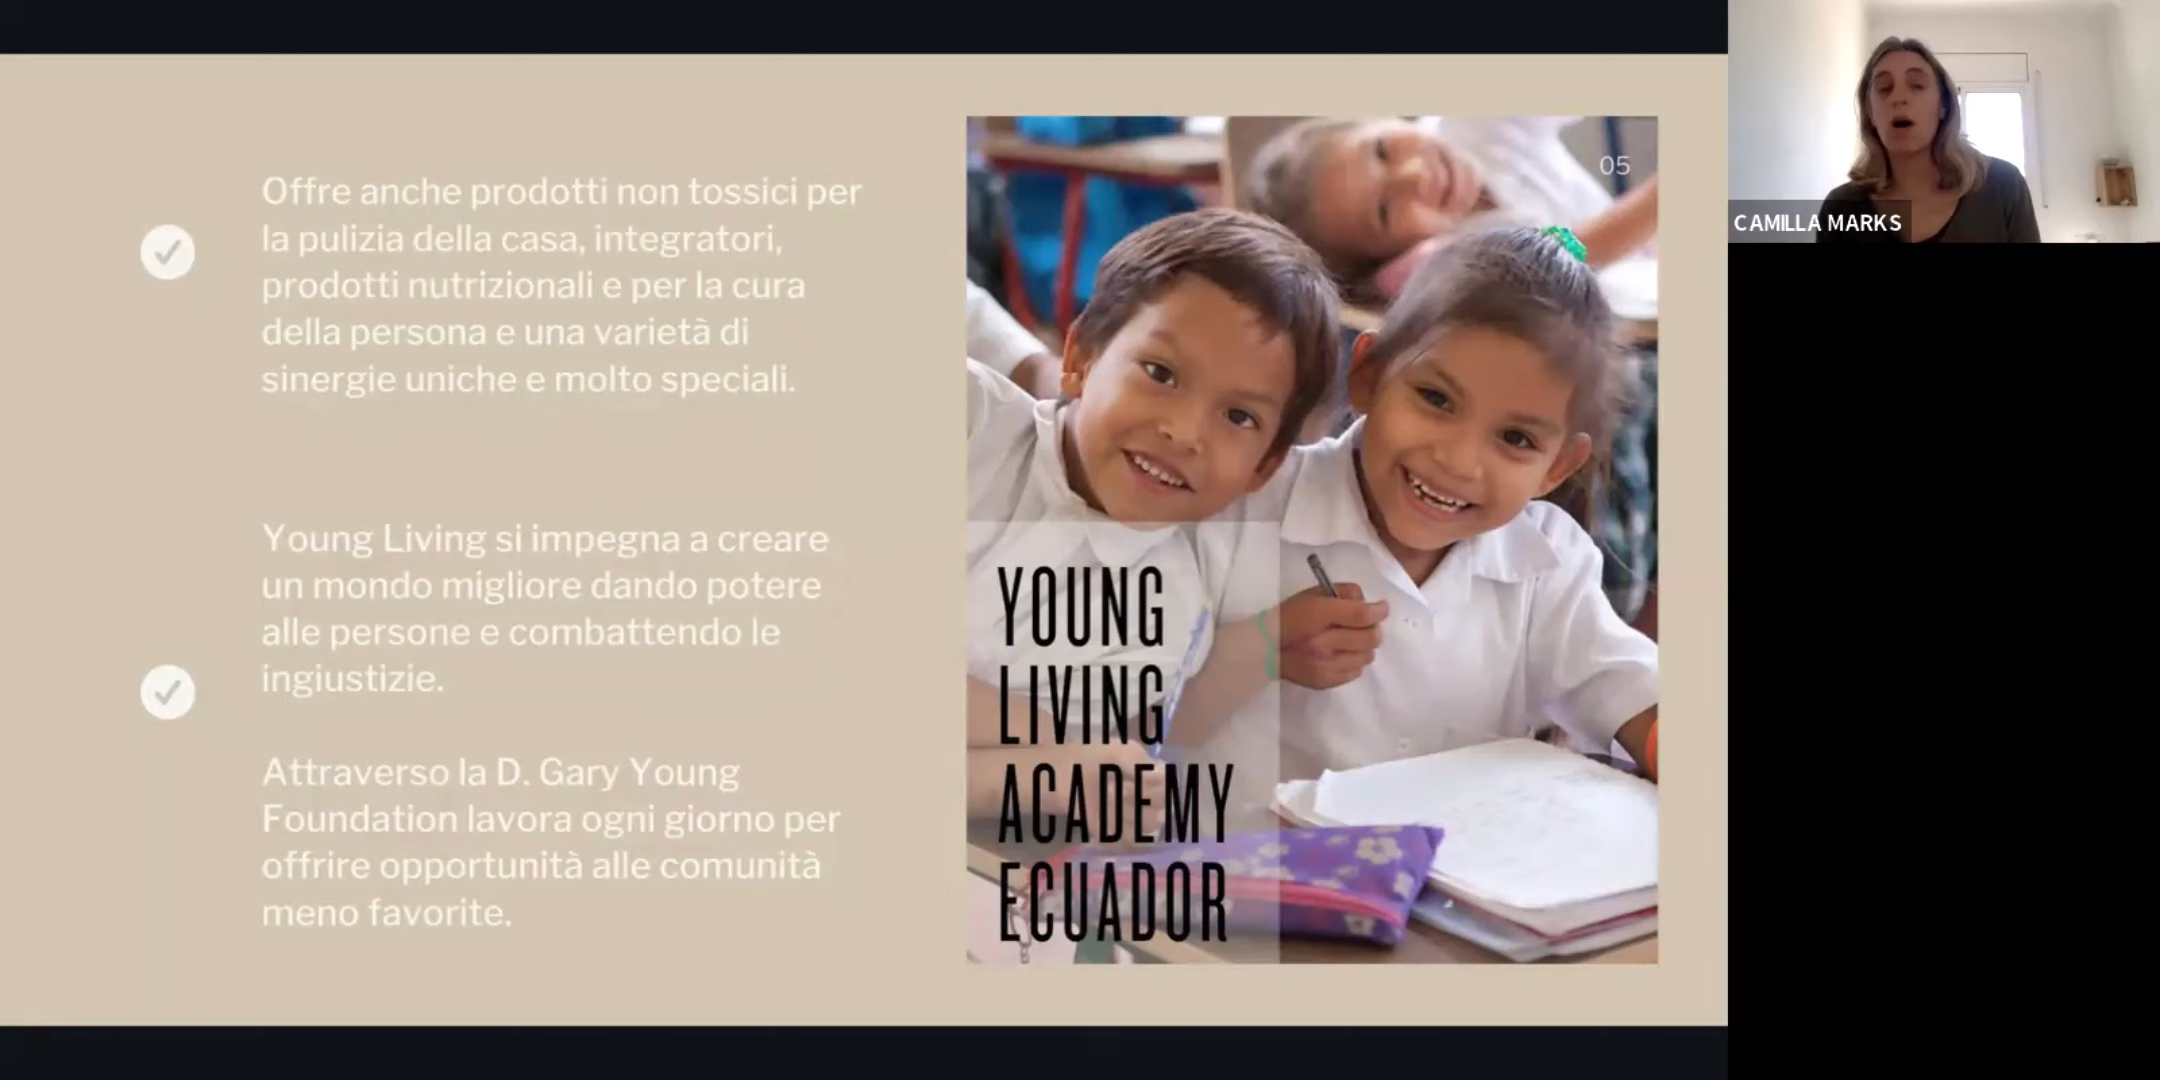 Offre anche prodotti non tossici per
la pulizia della casa, integratori,
prodotti nutrizionali e per la cura
della persona e una varietà di
sinergie uniche e molto speciali.
Young Living si impegna a creare
un mondo migliore dando potere
alle persone e combattendo le
ingiustizie.
Attraverso la D. Gary Young
Foundation lavora ogni giorno per
offrire opportunità alle comunità
meno favorite.
05
YOUNG
LIVING
ACADEMY
ECUADOR
CAMILLA MARKS